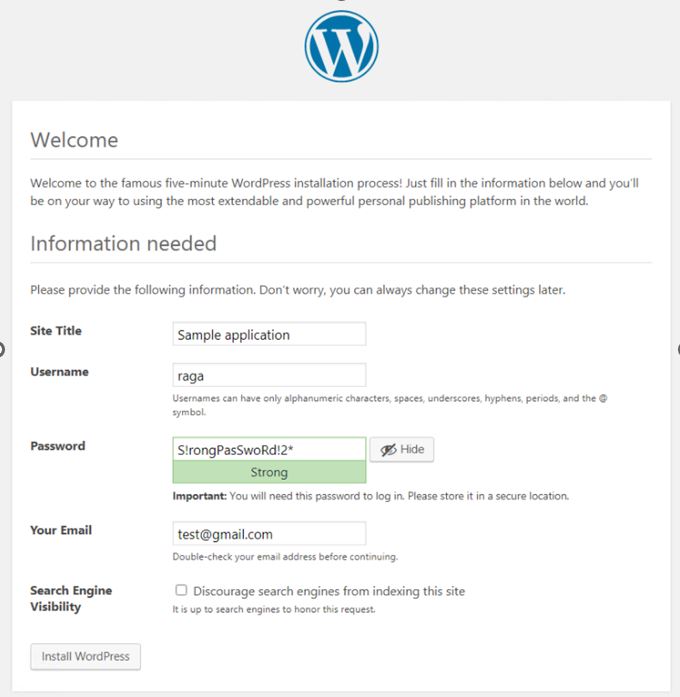 W
Welcome
Welcome to the famous five-minute WordPress installation process! Just fill in the information below and you'll
be on your way to using the most extendable and powerful personal publishing platform in the world.
Information needed
Please provide the following information. Don't worry, you can always change these settings later.
Site Title
Sample application
Username
raga
Usernames can have only alphanumeric characters, spaces, underscores, hyphens, periods, and the @
symbol.
Password
S!rongPasSwoRd!2*
Hide
Strong
Important: You will need this password to log in. Please store it in a secure location.
Your Email
test@gmail.com
Double-check your email address before continuing.
Search Engine
Visibility
Discourage search engines from indexing this site
It is up to search engines to honor this request.
Install WordPress